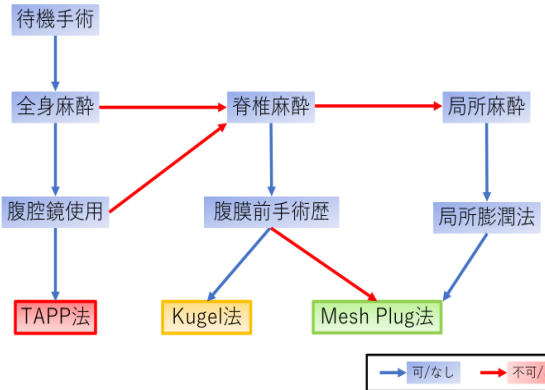 待機手術
全身麻酔
脊椎麻酔
局所麻酔
腹腔鏡使用
腹膜前手術歴
局所膨潤法
TAPP法
Kugel法
Mesh Plug法
可/なし
不可/